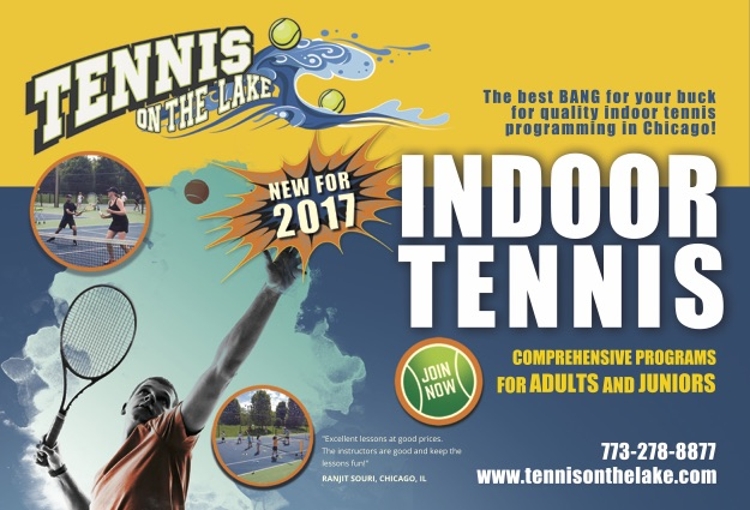 TENNIS
ON THE LAKE
The best BANG for your buck
for quality indoor tennis
programming in Chicago!
NEW FOR
2017
INDOOR
TENNIS
JOIN
NOW
COMPREHENSIVE PROGRAMS
FOR ADULTS AND JUNIORS
"Excellent lessons at good prices.
The instructors are good and keep the
lessons fun!"
RANJIT SOURI, CHICAGO, IL
773-278-8877
www.tennisonthelake.com